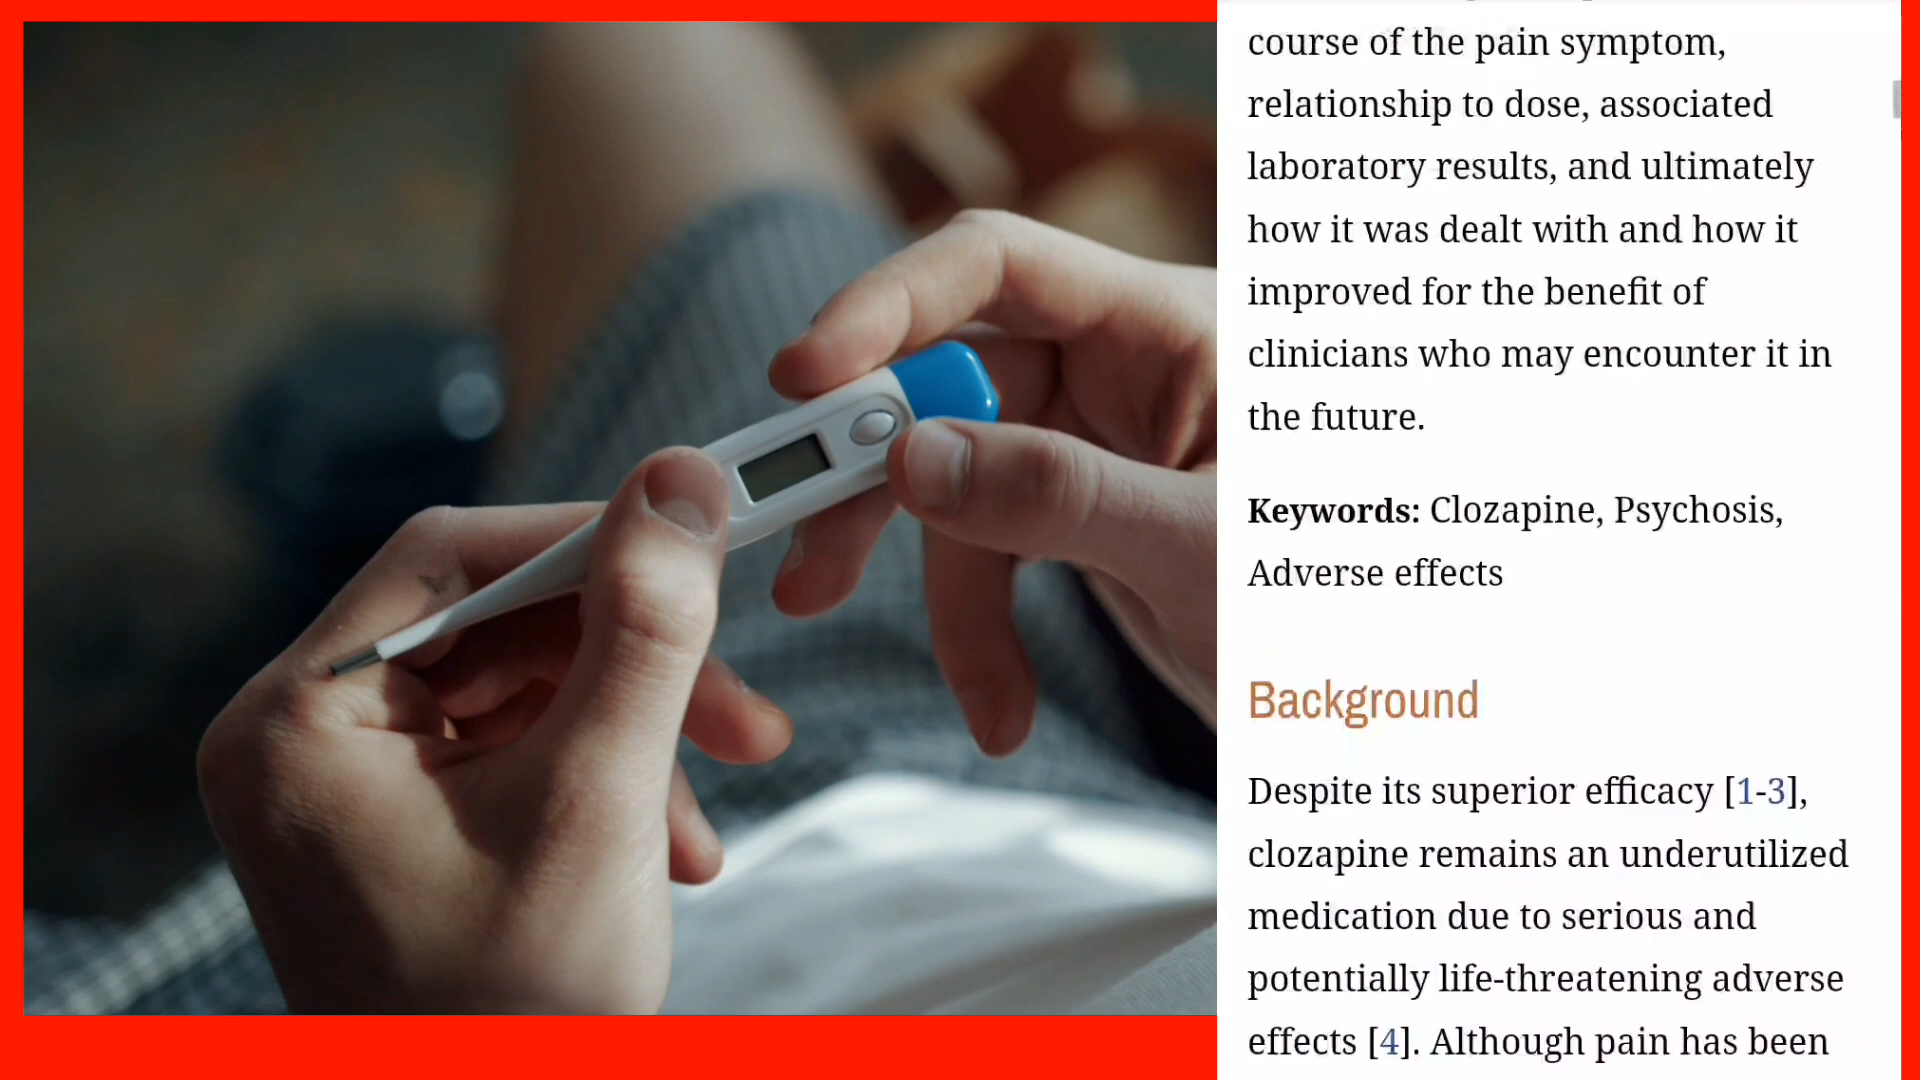 course of the pain symptom,
relationship to dose, associated
laboratory results, and ultimately
how it was dealt with and how it
improved for the benefit of
clinicians who may encounter it in
the future.
Keywords: Clozapine, Psychosis,
Adverse effects
Background
Despite its superior efficacy [1-3],
clozapine remains an underutilized
medication due to serious and
potentially life-threatening adverse
effects [4]. Although pain has been